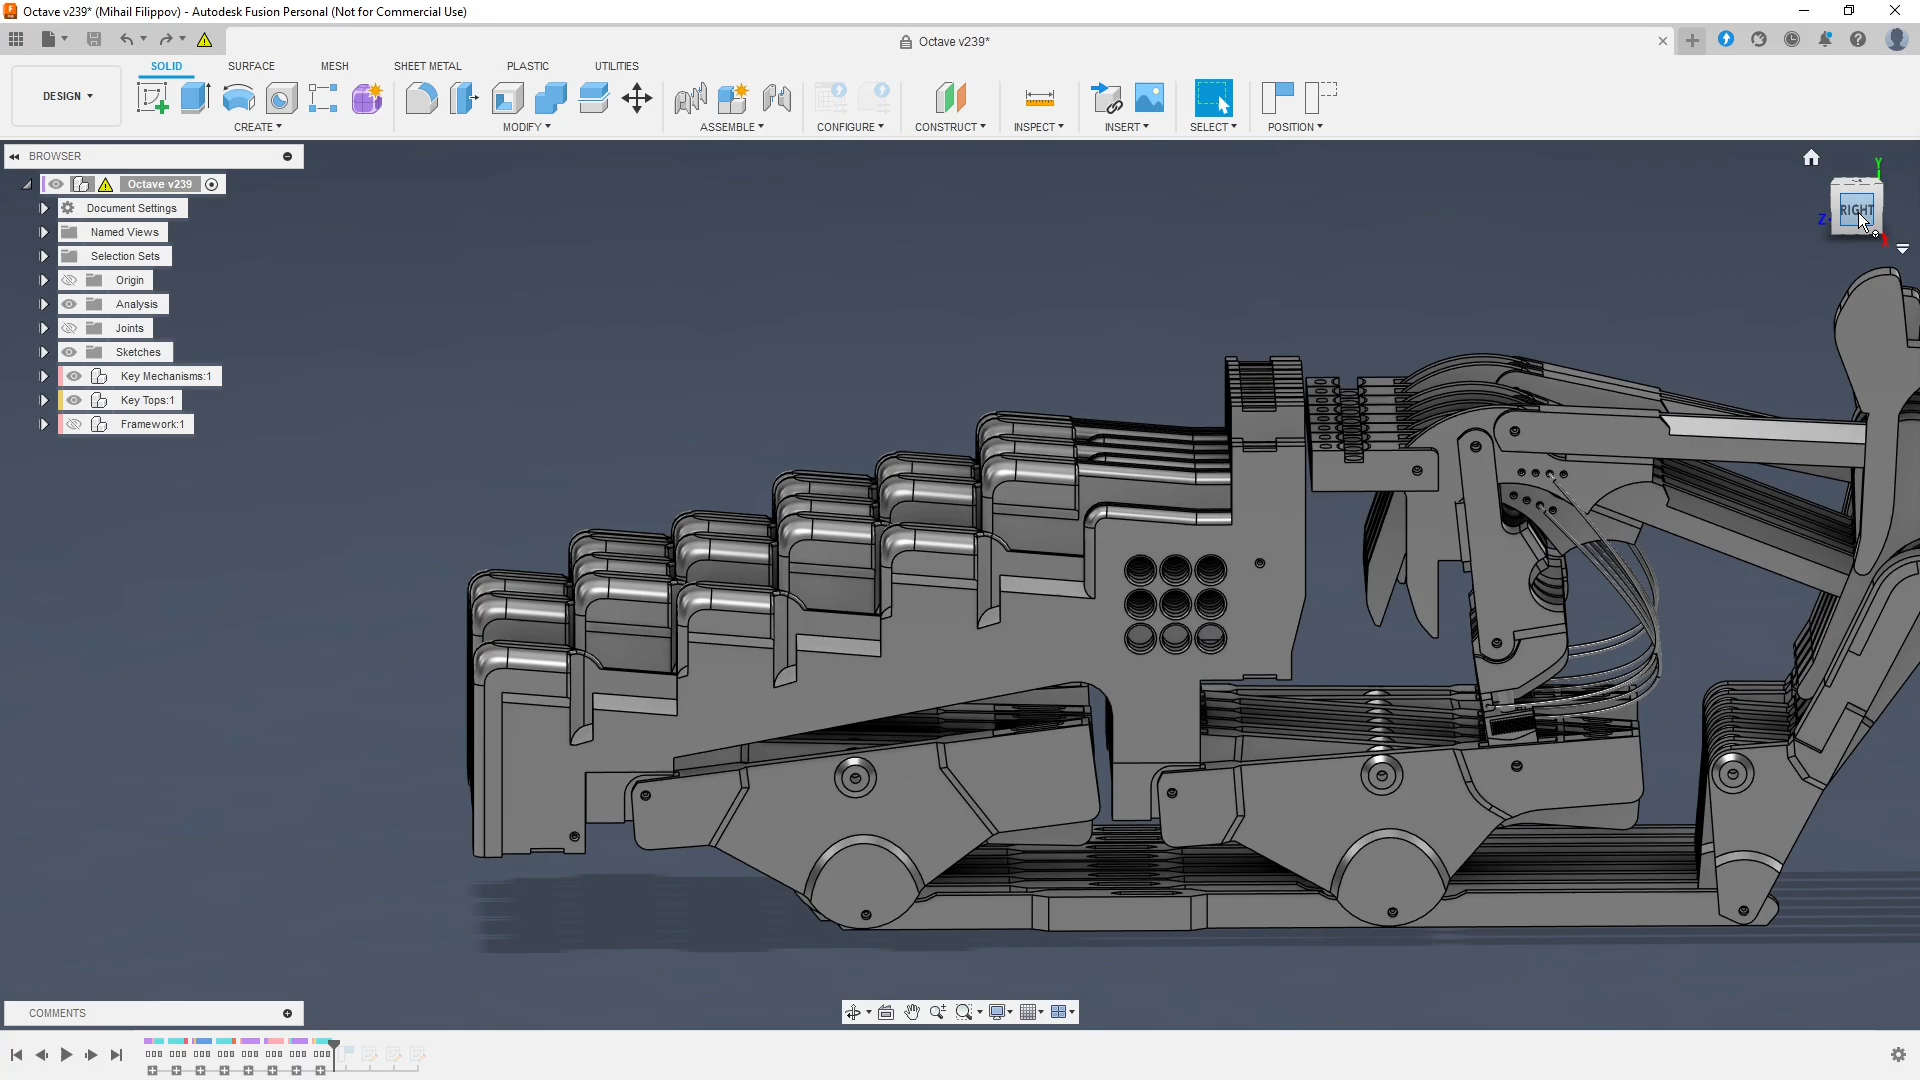 Octave v239* (Mihail Filippov) - Autodesk Fusion Personal (Not for Commercial Use)
Octave v239*
SOLID SURFACE MESH SHEET METAL PLASTIC UTILITIES
DESIGN
CREATE MODIFY ASSEMBLE CONFIGURE CONSTRUCT INSPECT INSERT SELECT POSITION
BROWSER
Octave v239
Document Settings
Named Views
Selection Sets
Origin
Analysis
Joints
Sketches
Key Mechanisms:1
Key Tops:1
Framework:1
Y
RIGHT
Z
COMMENTS